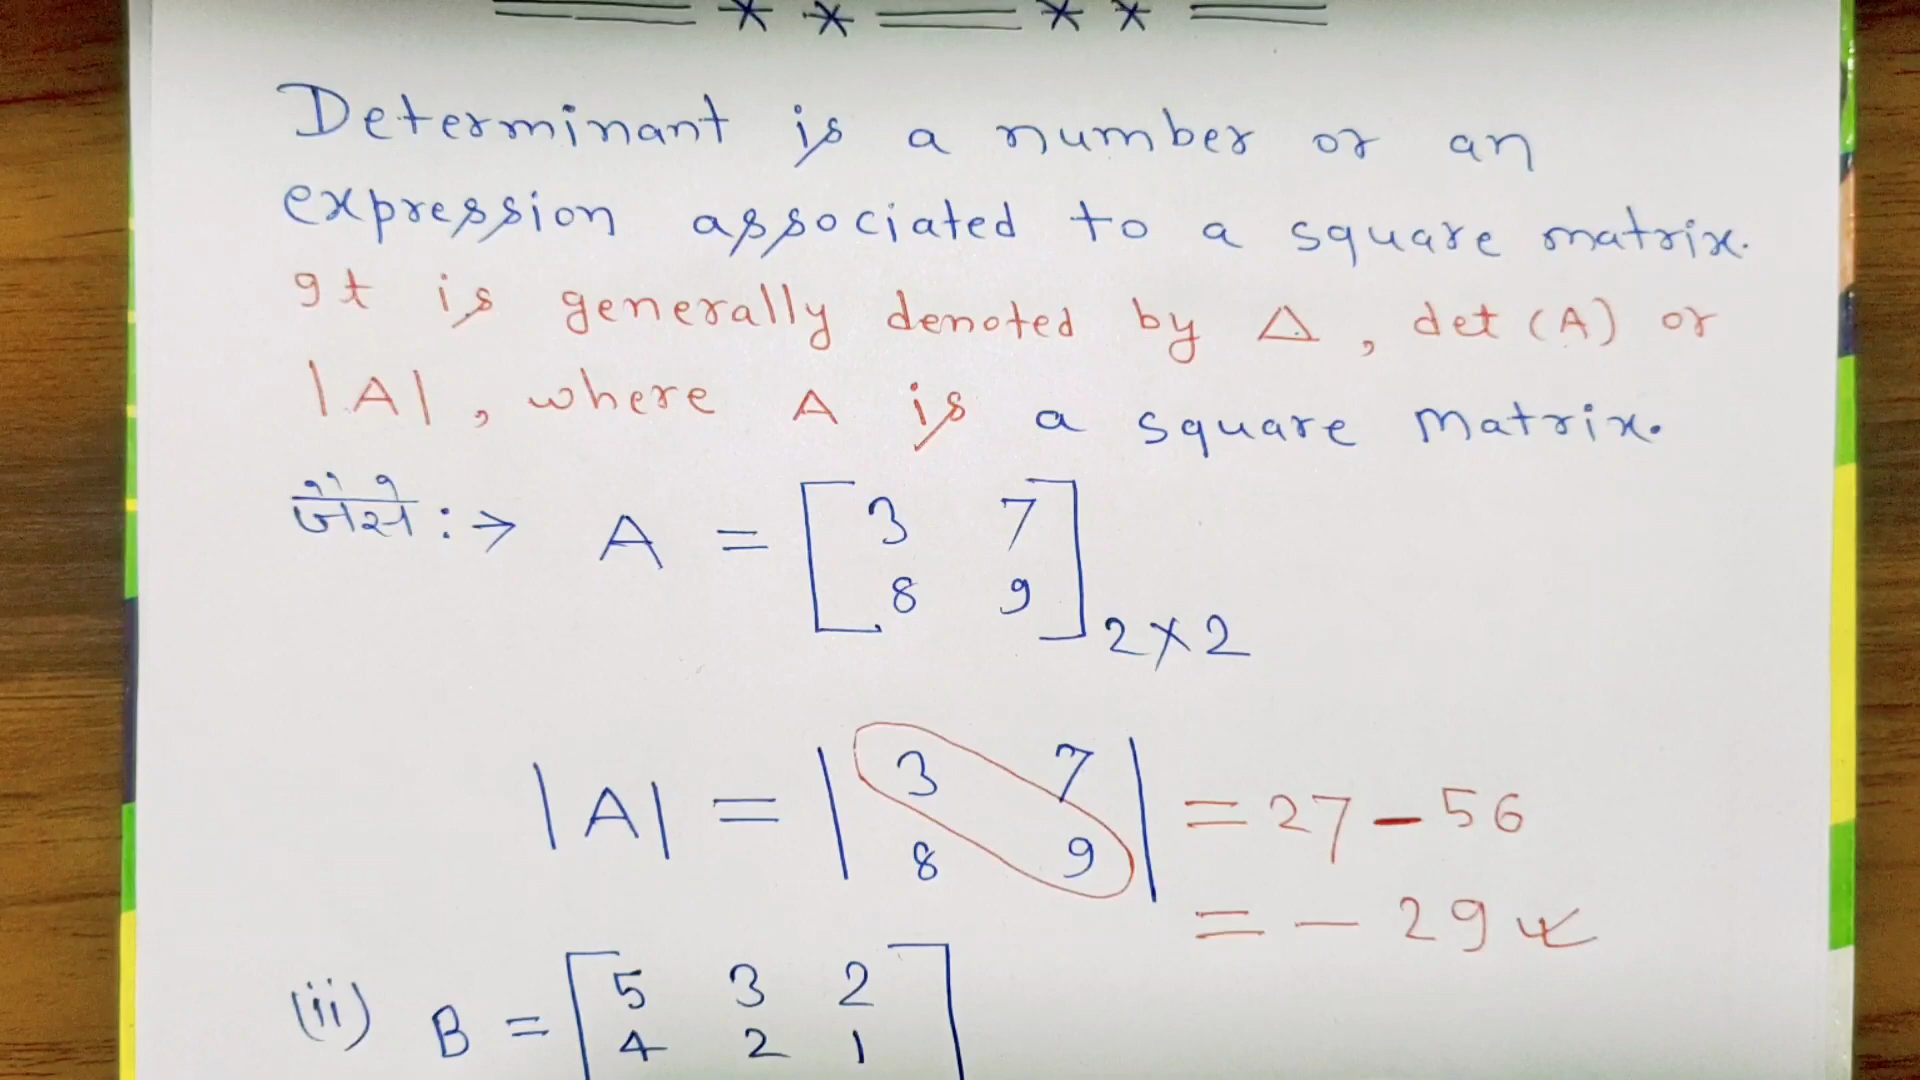 == * * == * * ==
Determinant is a number or an
expression associated to a square matrix.
It is generally denoted by △, det (A) or
|A|, where A is a square matrix.
जैसे :→ A = [3 7
8 9] 2×2
|A| = |3 7
8 9| = 27 - 56
= - 29
(ii) B = [5 3 2
4 2 1